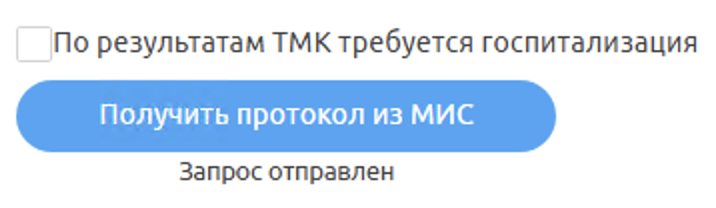 По результатам ТМК требуется госпитализация
Получить протокол из МИС
Запрос отправлен